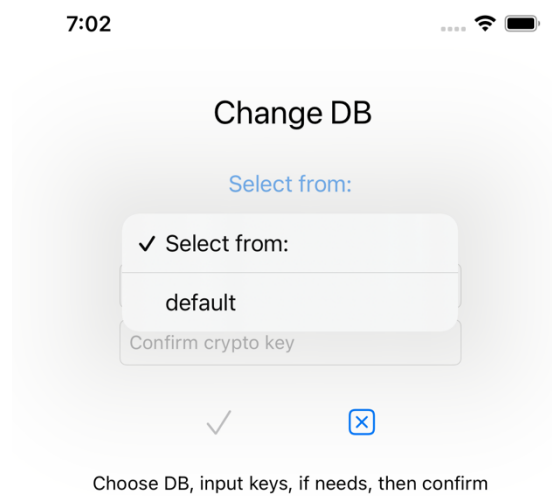 7:02
Change DB
Select from:
✓ Select from:
default
Confirm crypto key
Choose DB, input keys, if needs, then confirm